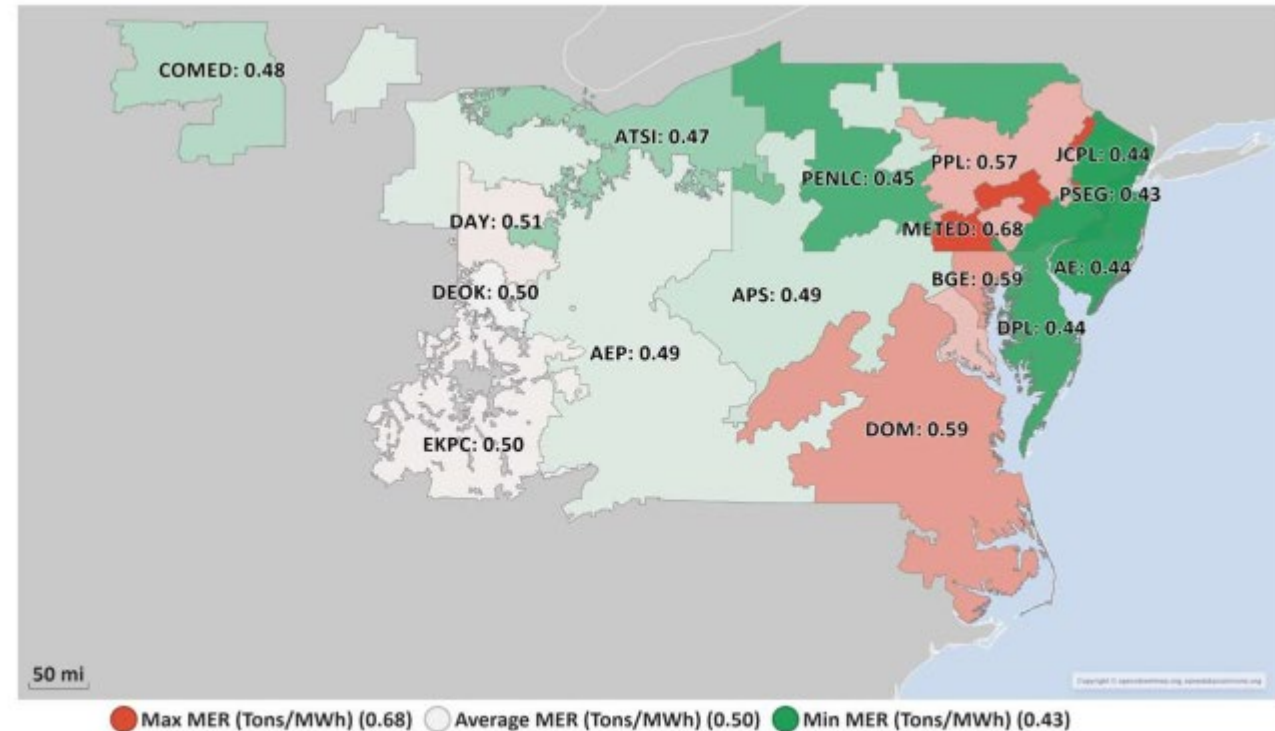 COMED: 0.48
ATSI: 0.47
PENLC: 0.45
PPL: 0.57
JCPL: 0.44
PSEG: 0.43
DAY: 0.51
METED: 0.68
AE: 0.44
BGE: 0.59
DEOK: 0.50
APS: 0.49
DPL: 0.44
AEP: 0.49
DOM: 0.59
EKPC: 0.50
50 mi
Max MER (Tons/MWh) (0.68) Average MER (Tons/MWh) (0.50) Min MER (Tons/MWh) (0.43)